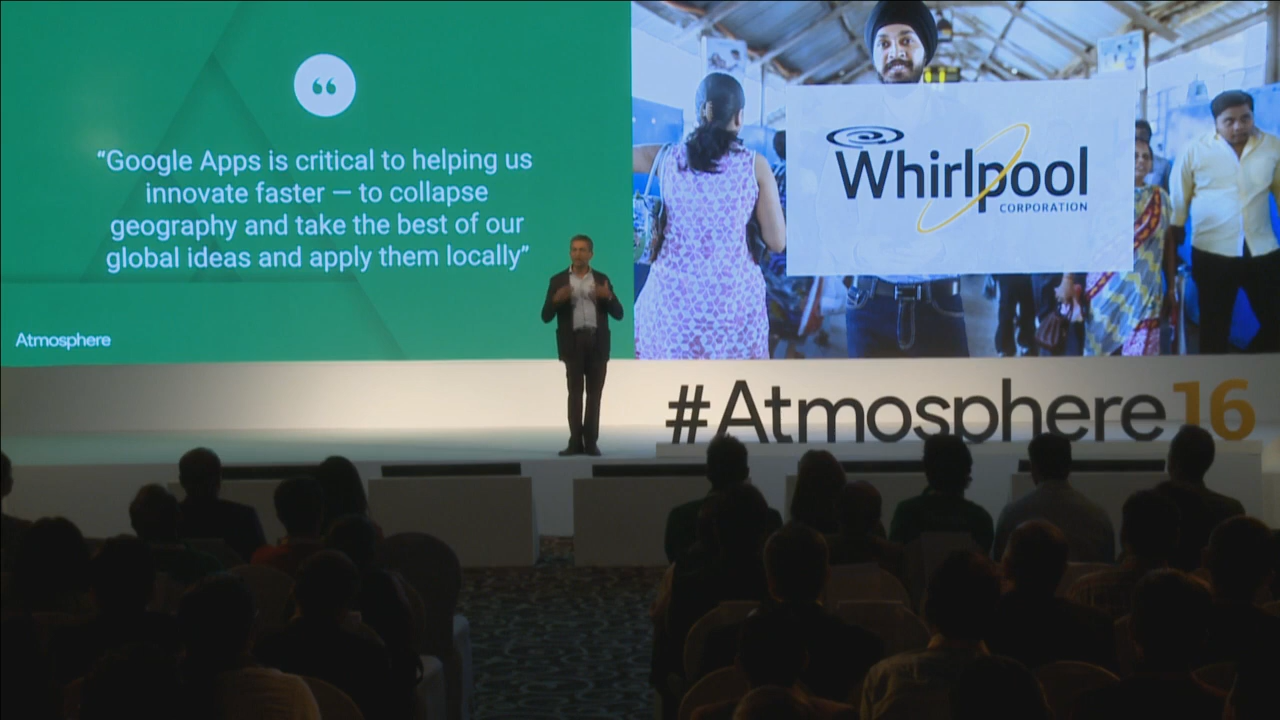 “
“Google Apps is critical to helping us
innovate faster — to collapse
geography and take the best of our
global ideas and apply them locally”
Atmosphere
Whirlpool
CORPORATION
#Atmosphere16